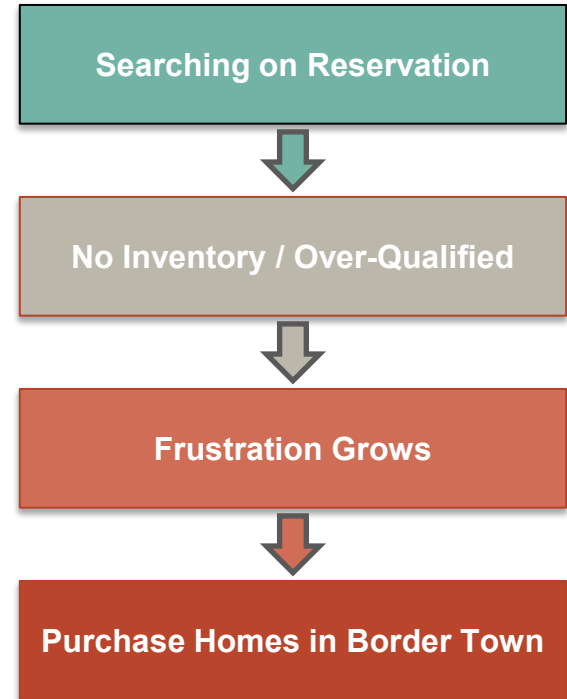 Searching on Reservation
No Inventory / Over-Qualified
Frustration Grows
Purchase Homes in Border Town